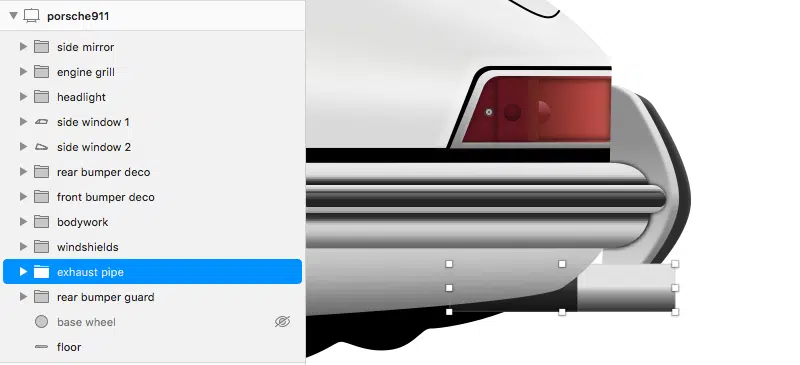 porsche911
side mirror
engine grill
headlight
side window 1
side window 2
rear bumper deco
front bumper deco
bodywork
windshields
exhaust pipe
rear bumper guard
base wheel
floor